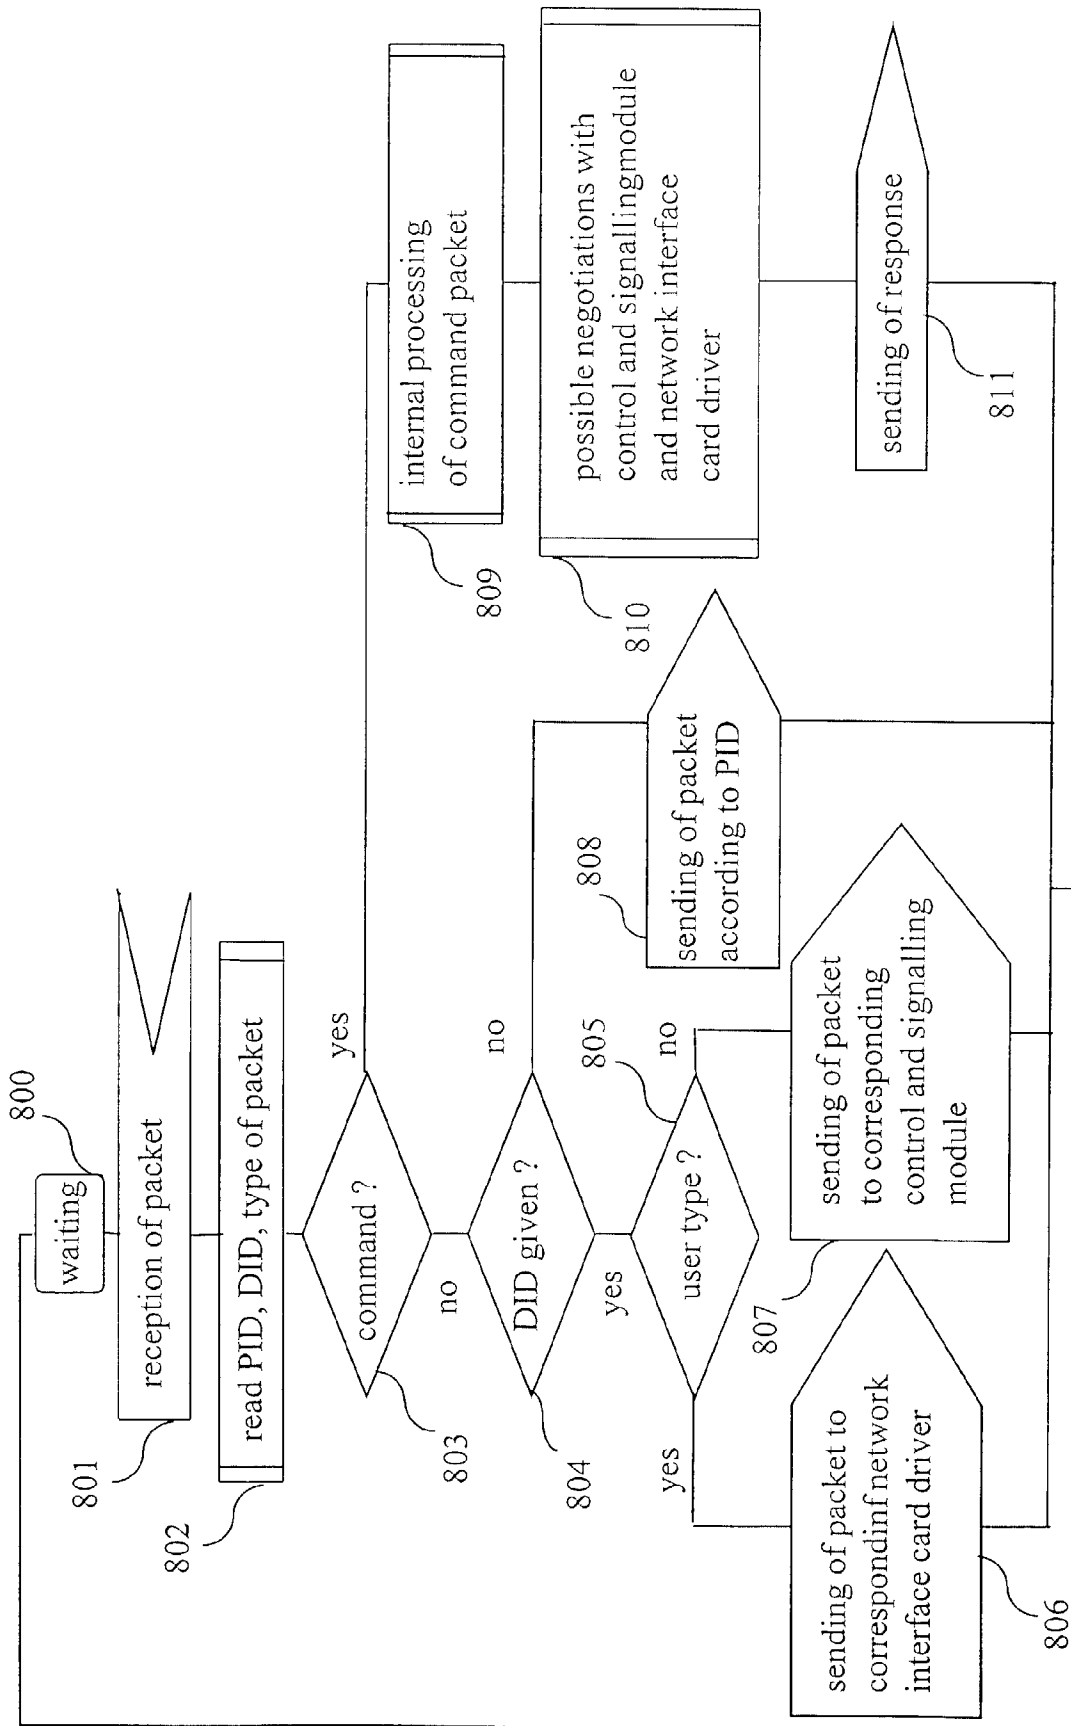 800
waiting
801
reception of packet
802
read PID, DID, type of packet
803
command ?
yes
no
804
DID given ?
no
yes
805
user type ?
yes
no
806
sending of packet to
correspondinf network
interface card driver
807
sending of packet
to corresponding
control and signalling
module
808
sending of packet
according to PID
809
internal processing
of command packet
810
possible negotiations with
control and signallingmodule
and network interface
card driver
811
sending of response